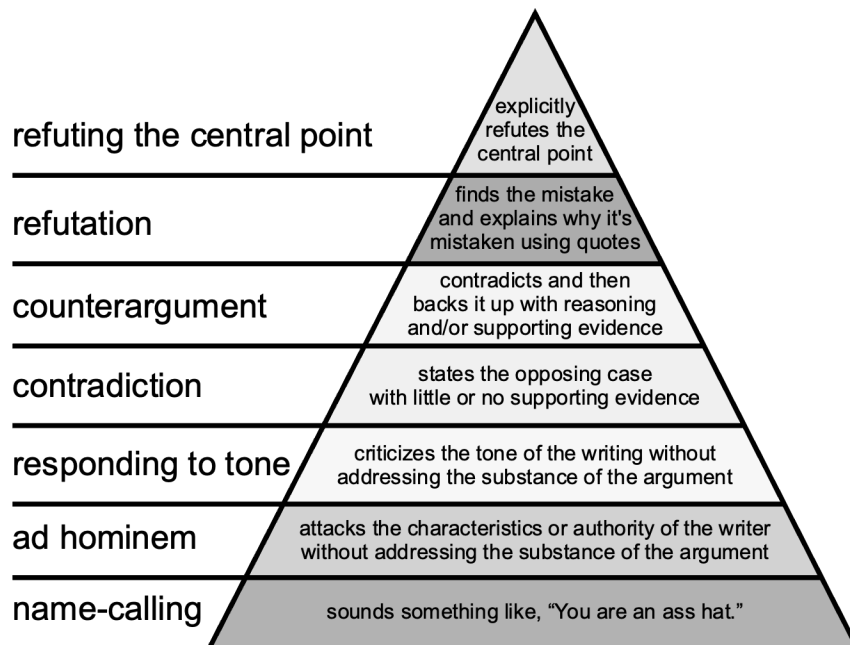 refuting the central point
explicitly
refutes the
central point
refutation
finds the mistake
and explains why it's
mistaken using quotes
counterargument
contradicts and then
backs it up with reasoning
and/or supporting evidence
contradiction
states the opposing case
with little or no supporting evidence
responding to tone
criticizes the tone of the writing without
addressing the substance of the argument
ad hominem
attacks the characteristics or authority of the writer
without addressing the substance of the argument
name-calling
sounds something like, “You are an ass hat.”